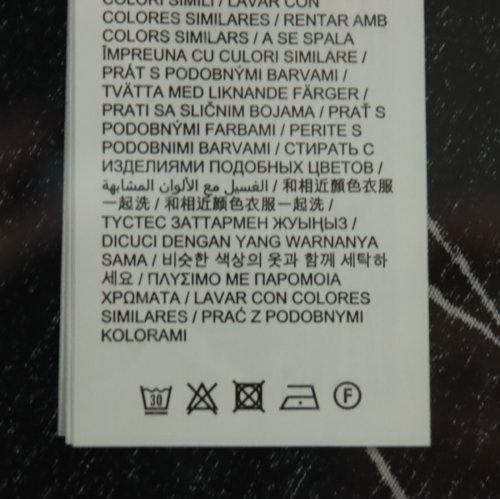 COLORI SIMILI / LAVAR CON
COLORES SIMILARES / RENTAR AMB
COLORS SIMILARS / A SE SPALA
ÎMPREUNA CU CULORI SIMILARE /
PRÁT S PODOBNÝMI BARVAMI /
TVÄTTA MED LIKNANDE FÄRGER /
PRATI SA SLIČNIM BOJAMA / PRAŤ S
PODOBNÝMI FARBAMI / PERITE S
PODOBNIMI BARVAMI / СТИРАТЬ С
ИЗДЕЛИЯМИ ПОДОБНЫХ ЦВЕТОВ /
الغسيل مع الألوان المشابهة / 和相近顏色衣服
一起洗 / 和相近颜色衣服一起洗 /
ТҮСТЕС ЗАТТАРМЕН ЖУЫҢЫЗ /
DICUCI DENGAN YANG WARNANYA
SAMA / 비슷한 색상의 옷과 함께 세탁하
세요 / ΠΛΥΣΙΜΟ ΜΕ ΠΑΡΟΜΟΙΑ
ΧΡΩΜΑΤΑ / LAVAR CON COLORES
SIMILARES / PRAĆ Z PODOBNYMI
KOLORAMI
30 F